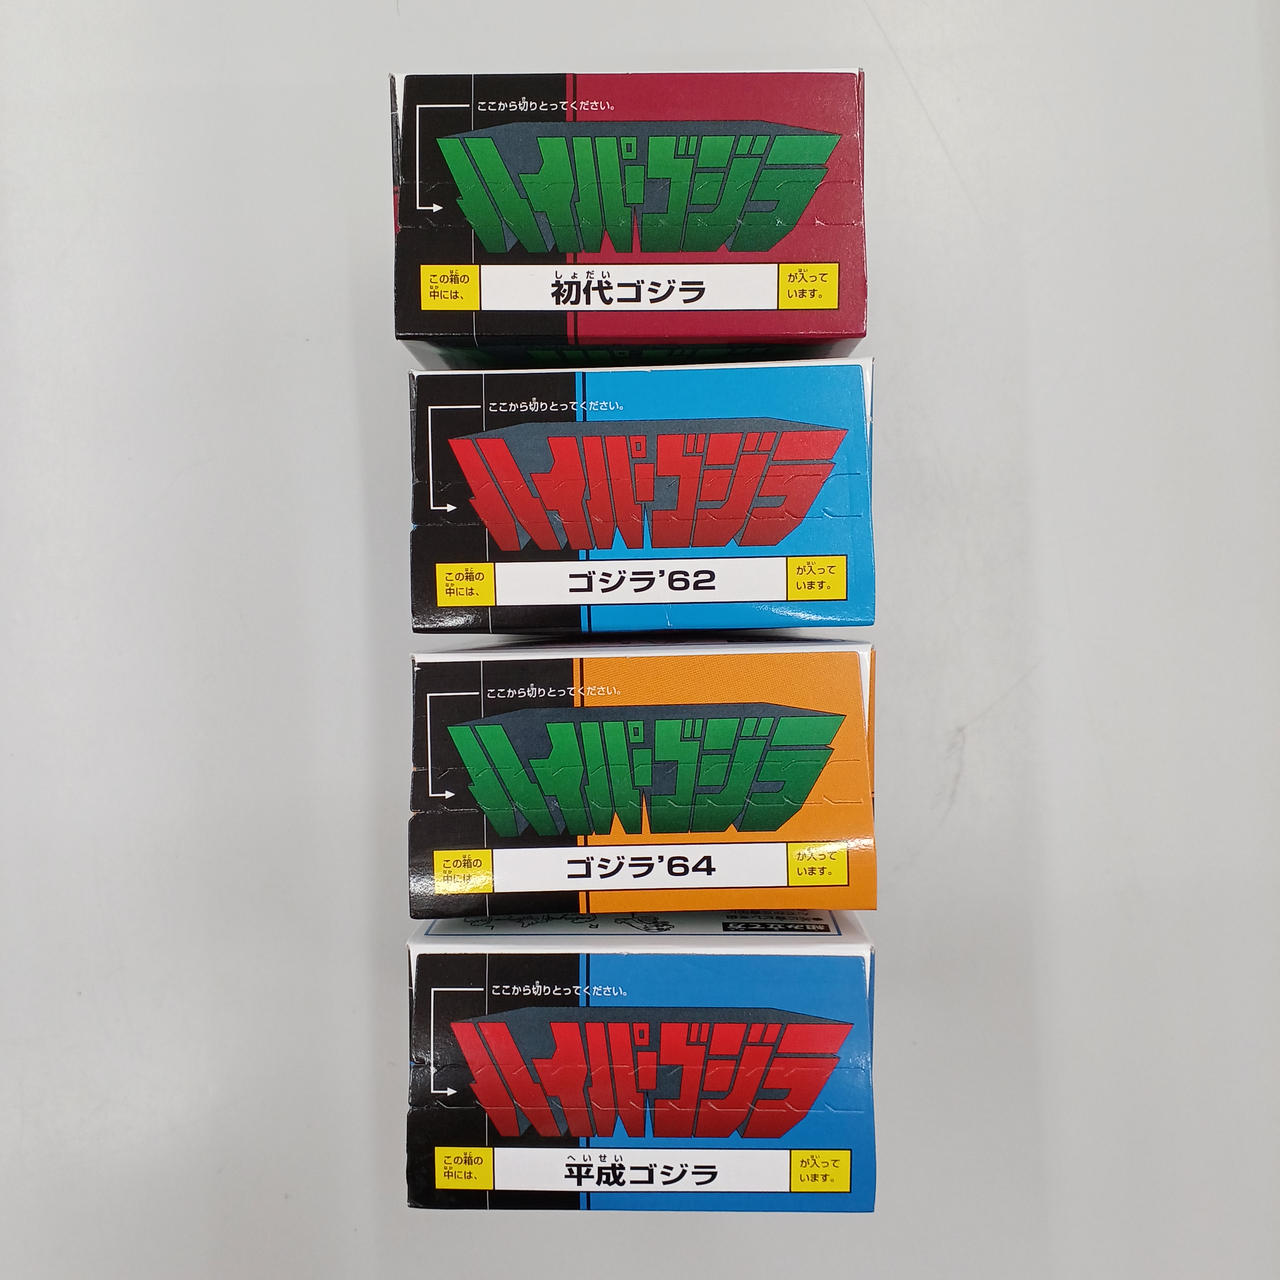 ここから切りとってください。
ハイパーゴジラ
この箱の
中には、
初代ゴジラ
しょだい
が入って
います。
ここから切りとってください。
ハイパーゴジラ
この箱の
中には、
ゴジラ’62
が入って
います。
ここから切りとってください。
ハイパーゴジラ
この箱の
中には、
ゴジラ’64
が入って
います。
組み立て方
ここから切りとってください。
ハイパーゴジラ
この箱の
中には、
平成ゴジラ
へいせい
が入って
います。